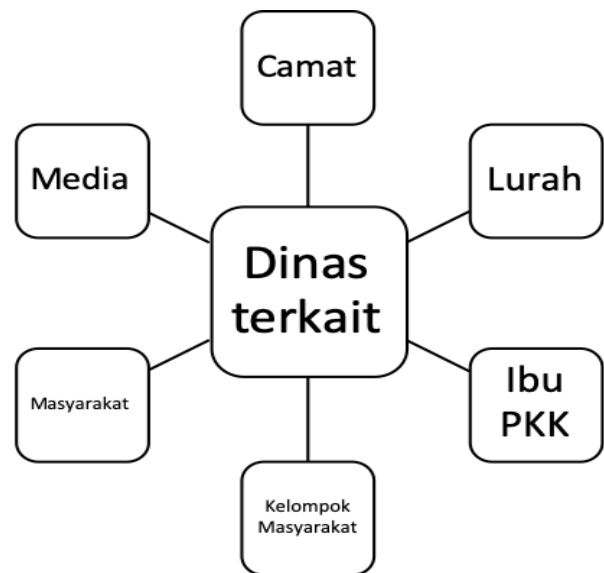 Camat
Media
Lurah
Dinas
terkait
Masyarakat
Ibu
PKK
Kelompok
Masyarakat